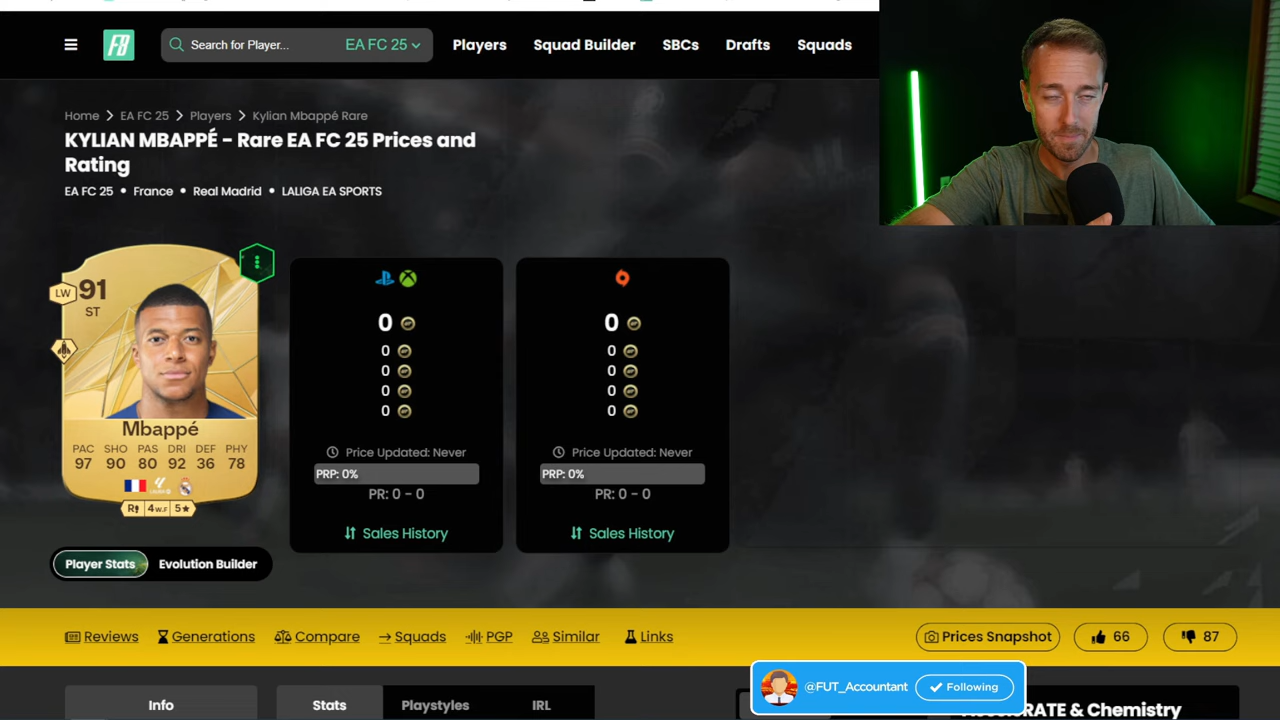 FB
Search for Player...
EA FC 25
Players
Squad Builder
SBCs
Drafts
Squads
Home > EA FC 25 > Players > Kylian Mbappé Rare
KYLIAN MBAPPÉ - Rare EA FC 25 Prices and
Rating
EA FC 25 • France • Real Madrid • LALIGA EA SPORTS
91
LW
ST
Mbappé
PAC SHO PAS DRI DEF PHY
97 90 80 92 36 78
R
4 W.F
5★
0
0
0
0
0
Price Updated: Never
PRP: 0%
PR: 0 - 0
Sales History
0
0
0
0
0
Price Updated: Never
PRP: 0%
PR: 0 - 0
Sales History
Player Stats
Evolution Builder
Reviews
Generations
Compare
Squads
PGP
Similar
Links
Prices Snapshot
66
87
@FUT_Accountant
Following
Info
Stats
Playstyles
IRL
RATE & Chemistry